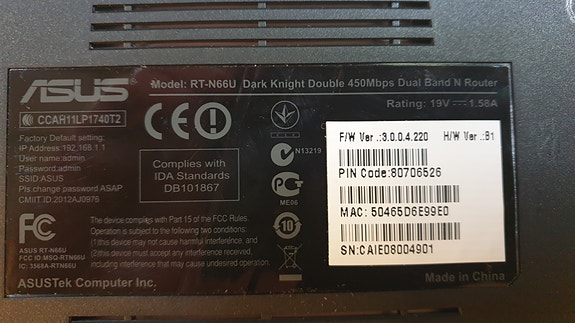 ASUS
Model: RT-N66U Dark Knight Double 450Mbps Dual Band N Router
Rating: 19V 1.58A
CCAH11LP1740T2
Factory Default setting:
IP Address:192.168.1.1
User name:admin
Password:admin
SSID:ASUS
Pls.change password ASAP
CMIIT ID:2012AJ0976
CE
Complies with
IDA Standards
DB101867
N13219
ME06
10
F/W Ver .:3.0.0.4.220 H/W Ver.:B1
PIN Code:80706526
MAC: 50465D6E99E0
SN:CAIE08004901
FC
ASUS RT-N66U
FCC ID:MSQ-RTN66U
IC: 3568A-RTN66U
The device complies with Part 15 of the FCC Rules.
Operation is subject to the following two conditions:
(1)this device may not cause harmful interference, and
(2)this device must accept any interference received,
including interference that may cause undesired operation.
ASUSTek Computer Inc.
Made in China